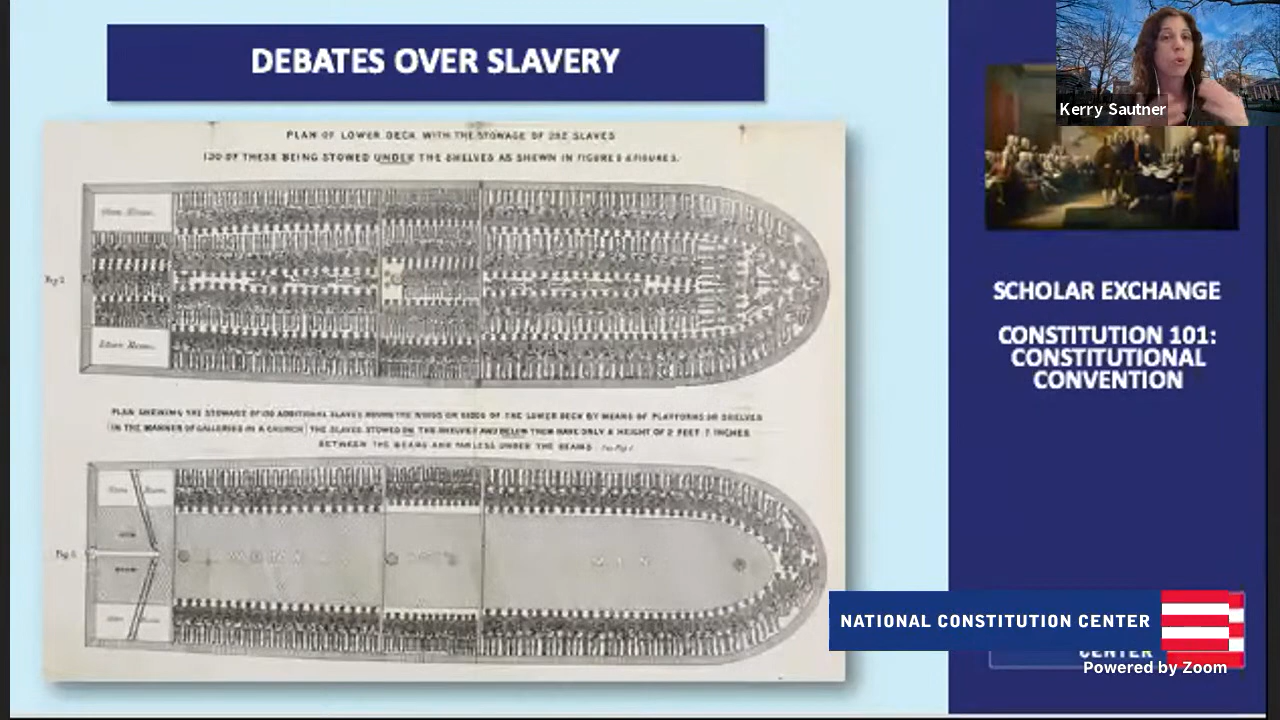 DEBATES OVER SLAVERY
PLAN OF LOWER DECK WITH THE STOWAGE OF 292 SLAVES
130 OF THESE BEING STOWED UNDER THE SHELVES AS SHEWN IN FIGURE
PLAN SHEWING THE STOWAGE OF 130 ADDITIONAL SLAVES ROUND THE WINGS OR SIDES OF THE LOWER DECK BY MEANS OF PLATFORMS OR SHELVES
(IN THE MANNER OF GALLERIES IN A CHURCH) THE SLAVES STOWED ON THE SHELVES AND BELOW THEM HAVE ONLY A HEIGHT OF 2 FEET 7 INCHES
BETWEEN THE BEAMS AND FAR LESS UNDER THE BEAMS
Kerry Sautner
SCHOLAR EXCHANGE
CONSTITUTION 101:
CONSTITUTIONAL
CONVENTION
NATIONAL CONSTITUTION CENTER
CENTER
Powered by Zoom